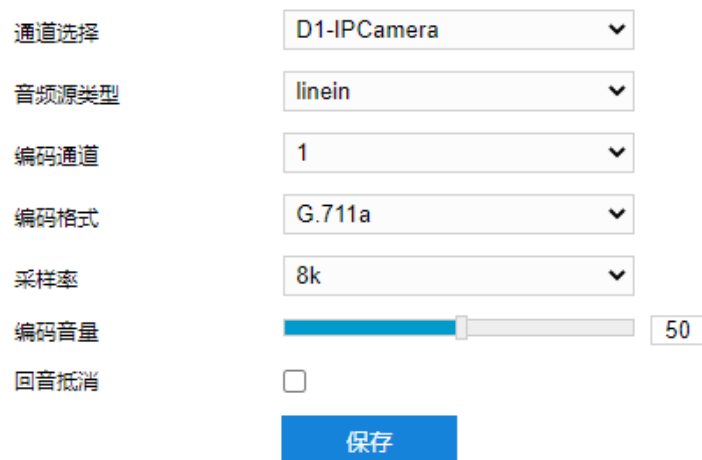 通道选择 D1-IPCamera
音频源类型 linein
编码通道 1
编码格式 G.711a
采样率 8k
编码音量 50
回音抵消
保存